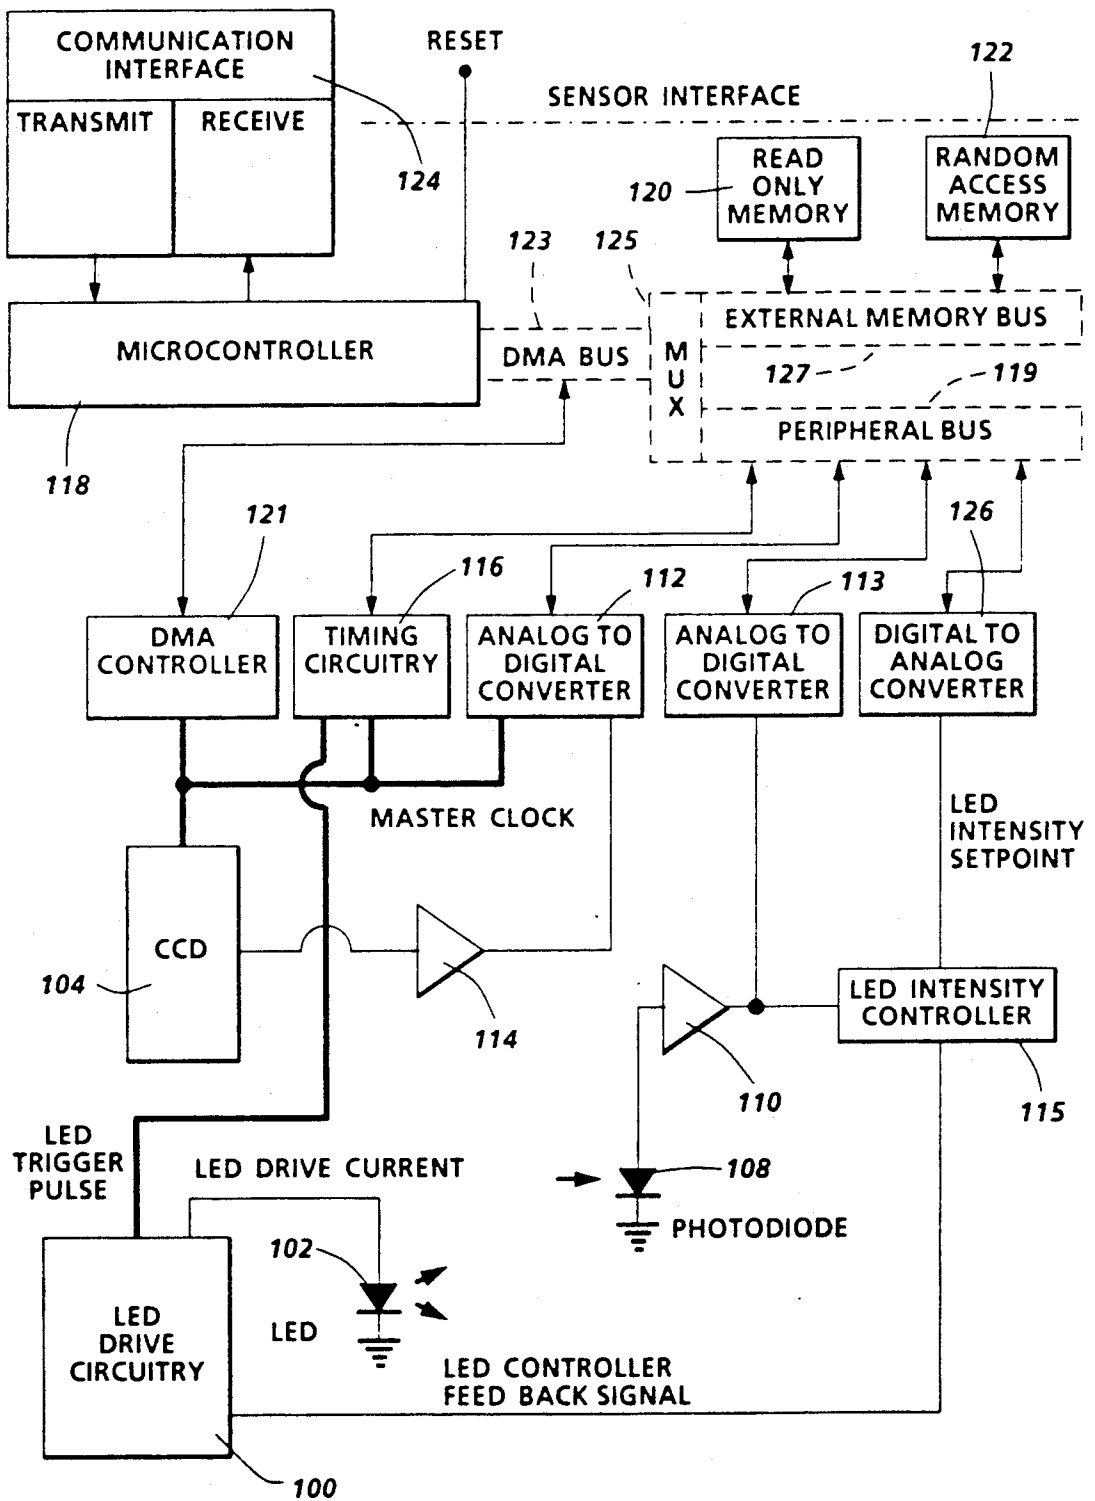 COMMUNICATION
INTERFACE
TRANSMIT
RECEIVE
124
RESET
SENSOR INTERFACE
122
READ
ONLY
MEMORY
120
RANDOM
ACCESS
MEMORY
123
125
MICROCONTROLLER
118
DMA BUS
MUX
EXTERNAL MEMORY BUS
127
119
PERIPHERAL BUS
121
116
112
113
126
DMA
CONTROLLER
TIMING
CIRCUITRY
ANALOG TO
DIGITAL
CONVERTER
ANALOG TO
DIGITAL
CONVERTER
DIGITAL TO
ANALOG
CONVERTER
MASTER CLOCK
LED
INTENSITY
SETPOINT
CCD
104
114
110
LED INTENSITY
CONTROLLER
115
LED
TRIGGER
PULSE
LED DRIVE CURRENT
108
PHOTODIODE
102
LED
LED
DRIVE
CIRCUITRY
LED CONTROLLER
FEED BACK SIGNAL
100